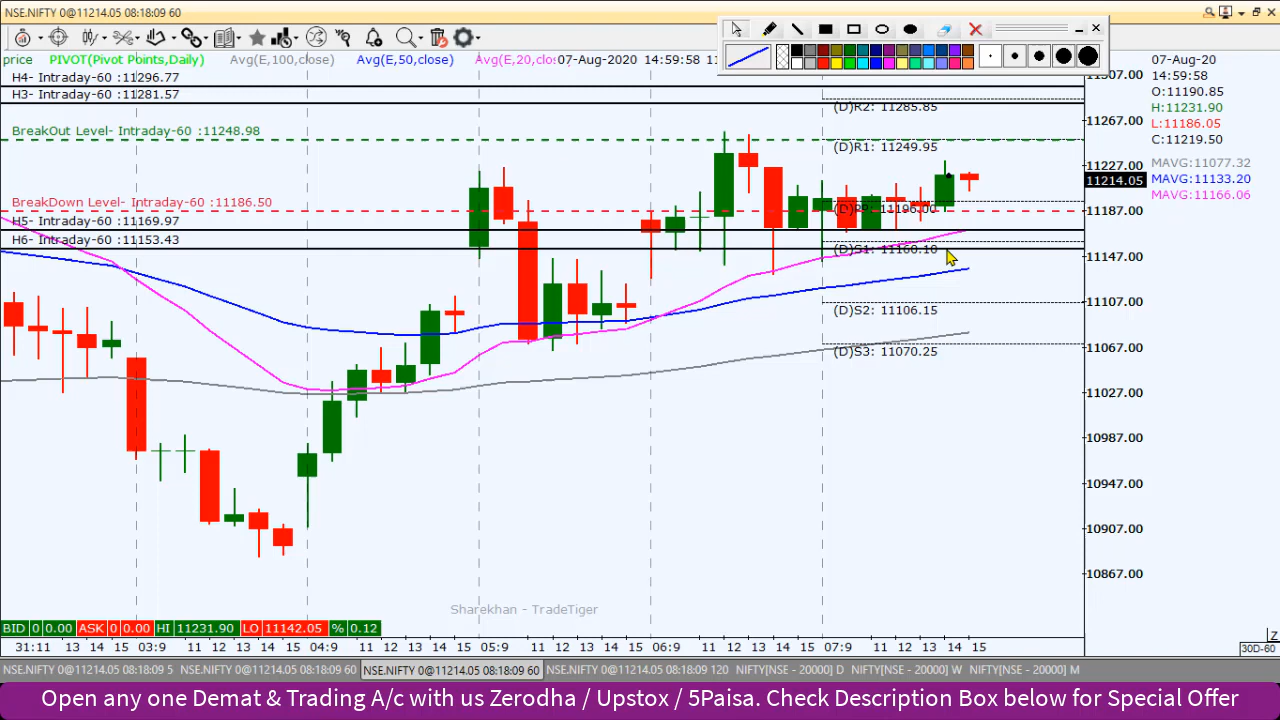 NSE.NIFTY 0@11214.05 08:18:09 60
price PIVOT(Pivot Points,Daily) Avg(E,100,close) Avg(E,50,close) Avg(E,20,clo: 07-Aug-2020 14:59:58
H4- Intraday-60 :11296.77
H3- Intraday-60 :11281.57
BreakOut Level- Intraday-60 :11248.98
BreakDown Level- Intraday-60 :11186.50
H5- Intraday-60 :11169.97
H6- Intraday-60 :11153.43
(D)R2: 11285.85
(D)R1: 11249.95
(D)PP: 11196.00
(D)S1: 11160.10
(D)S2: 11106.15
(D)S3: 11070.25
11307.00
11267.00
11227.00
11214.05
11187.00
11147.00
11107.00
11067.00
11027.00
10987.00
10947.00
10907.00
10867.00
07-Aug-20
14:59:58
O:11190.85
H:11231.90
L:11186.05
C:11219.50
MAVG:11077.32
MAVG:11133.20
MAVG:11166.06
Sharekhan - TradeTiger
BID 0 0.00 ASK 0 0.00 HI 11231.90 LO 11142.05 % 0.12
Z
31:11 13 14 15 03:9 11 12 13 14 15 04:9 11 12 13 14 15 05:9 11 12 13 14 15 06:9 11 12 13 14 15 07:9 11 12 13 14 15
30D-60
NSE.NIFTY 0@11214.05 08:18:09 5 NSE.NIFTY 0@11214.05 08:18:09 60 NSE.NIFTY 0@11214.05 08:18:09 60 NSE.NIFTY 0@11214.05 08:18:09 120 NIFTY[NSE - 20000] D NIFTY[NSE - 20000] W NIFTY[NSE - 20000] M
Open any one Demat & Trading A/c with us Zerodha / Upstox / 5Paisa. Check Description Box below for Special Offer